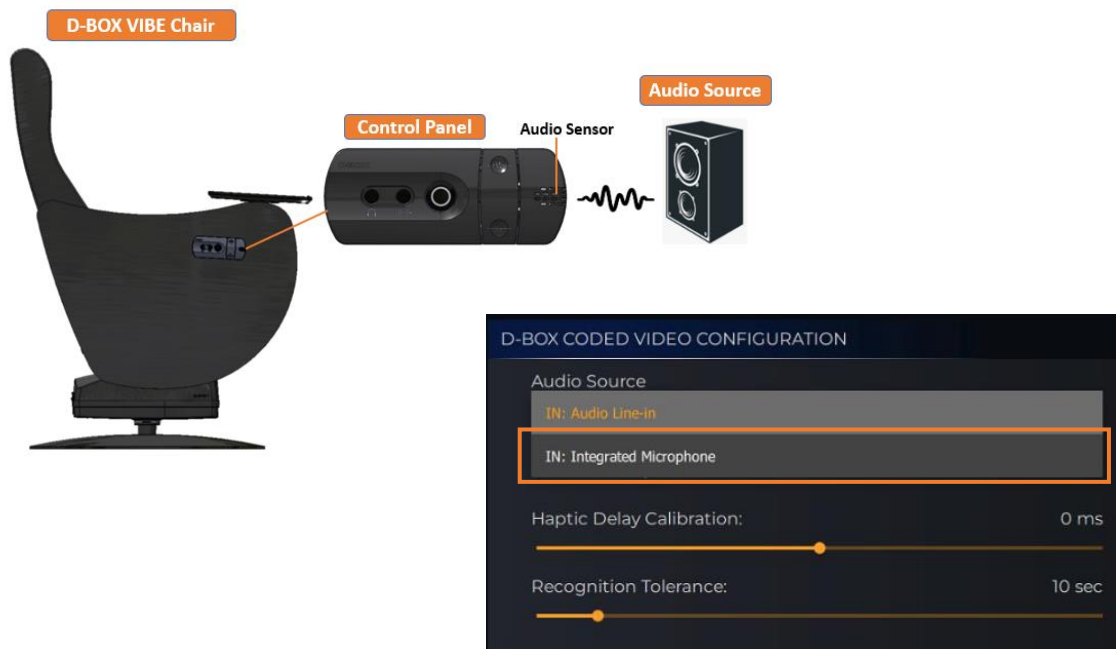 D-BOX VIBE Chair
Audio Source
Control Panel
Audio Sensor
D-BOX CODED VIDEO CONFIGURATION
Audio Source
IN: Audio Line-in
IN: Integrated Microphone
Haptic Delay Calibration: 0 ms
Recognition Tolerance: 10 sec